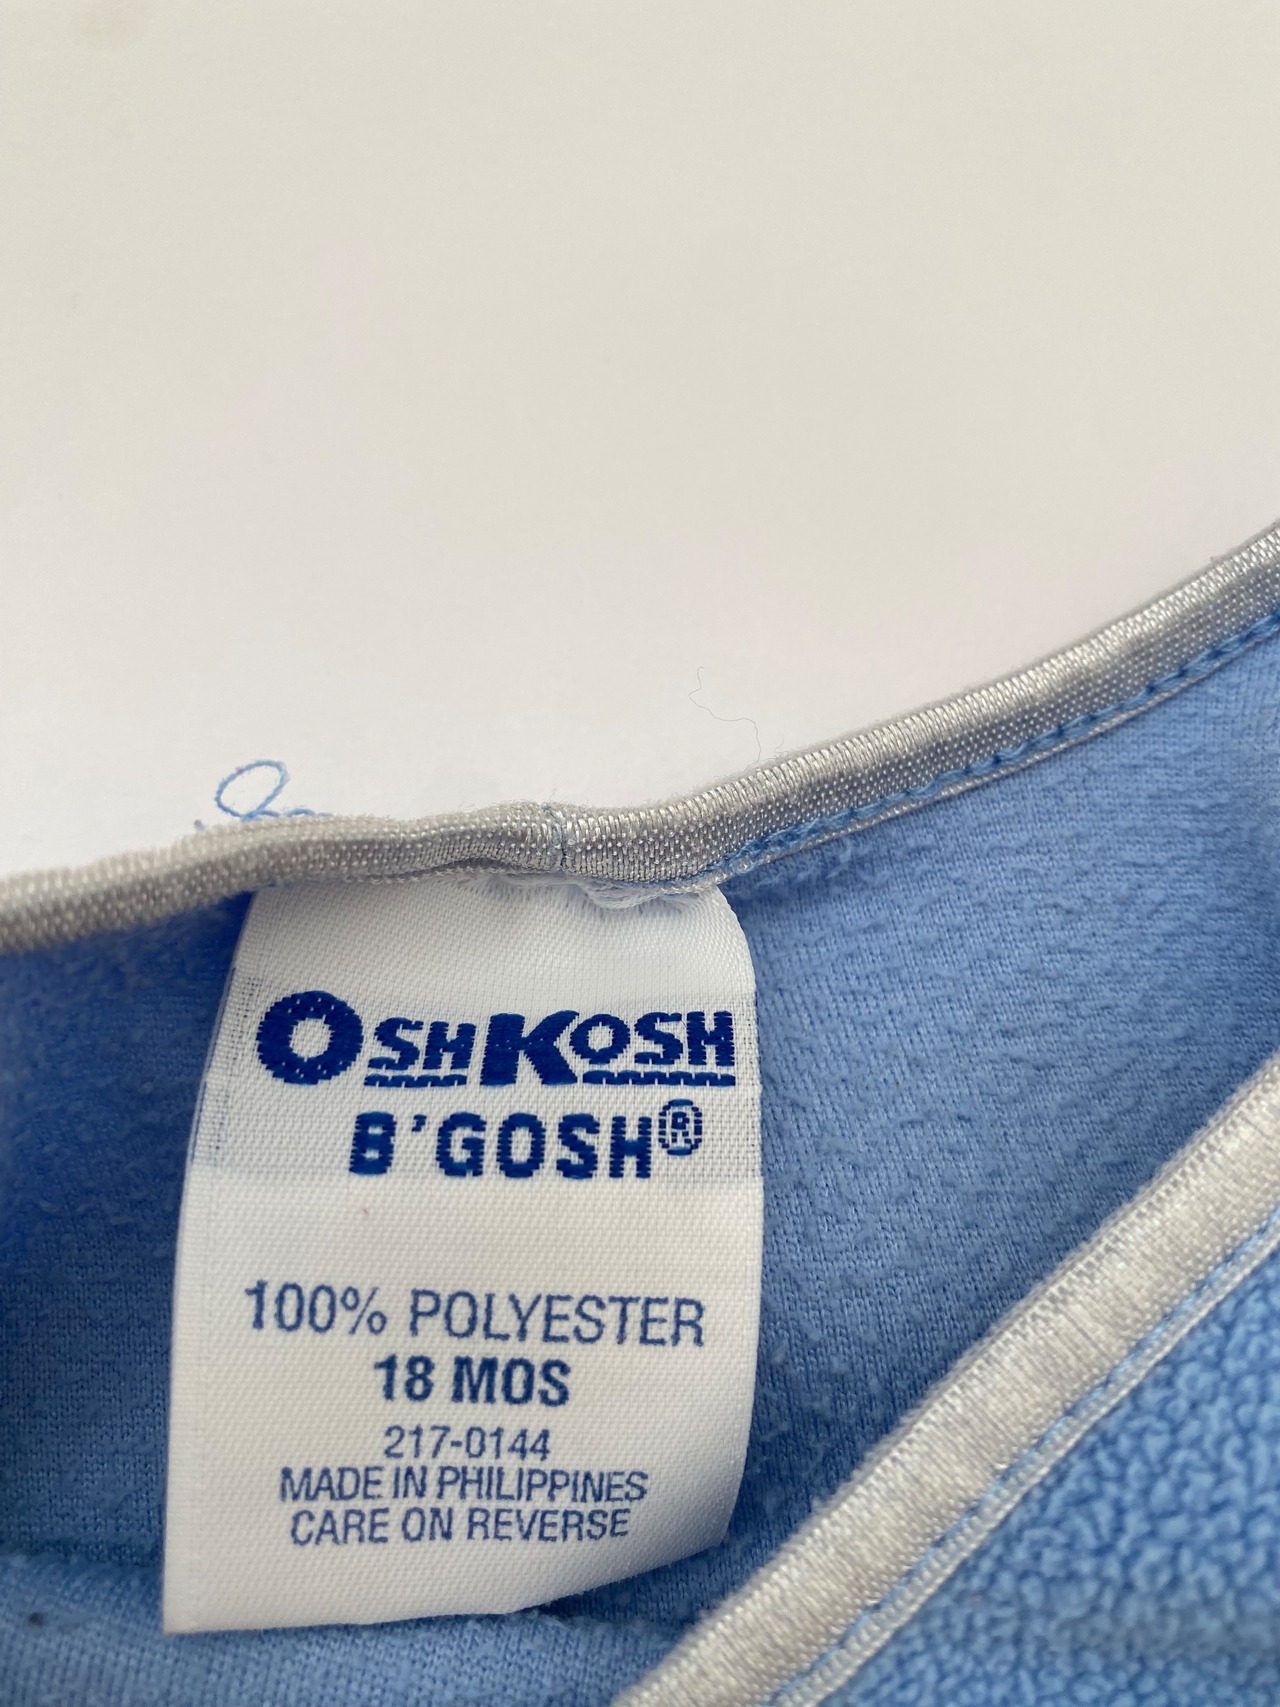 OSHKOSH
B'GOSH®
100% POLYESTER
18 MOS
217-0144
MADE IN PHILIPPINES
CARE ON REVERSE